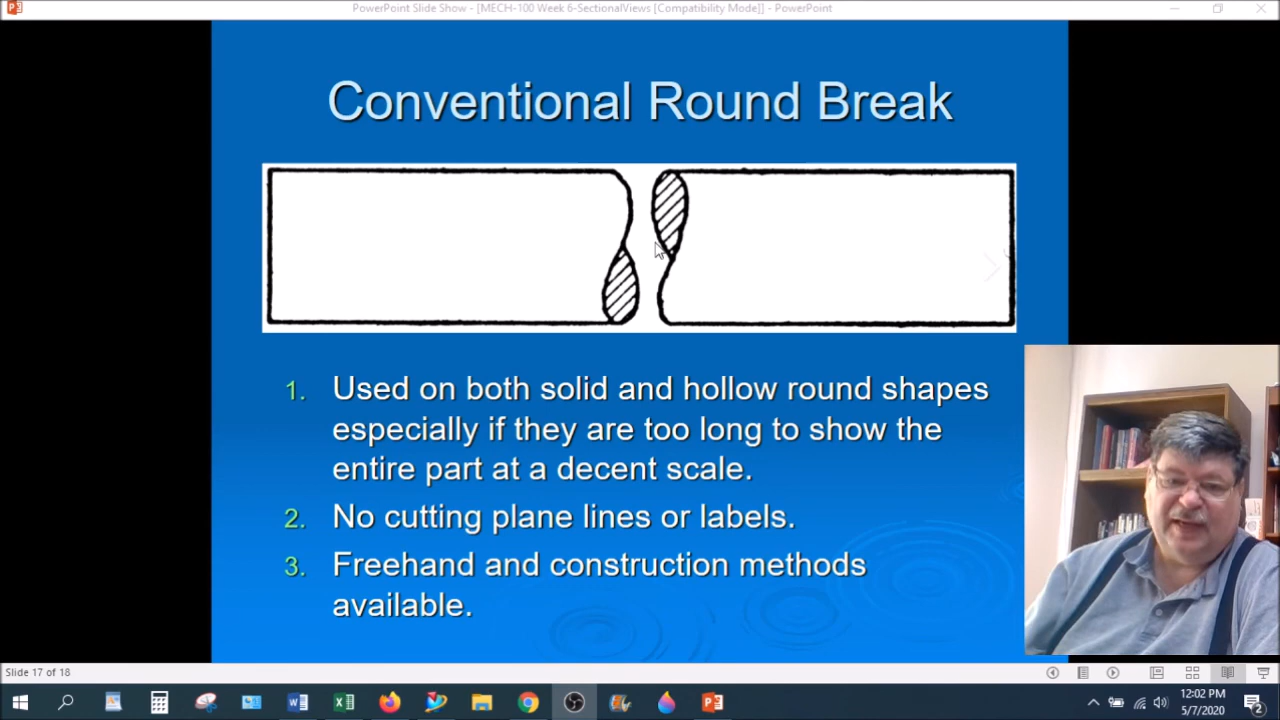 PowerPoint Slide Show - [MECH-100 Week 6-SectionalViews [Compatibility Mode]] - PowerPoint
Conventional Round Break
1. Used on both solid and hollow round shapes
especially if they are too long to show the
entire part at a decent scale.
2. No cutting plane lines or labels.
3. Freehand and construction methods
available.
Slide 17 of 18
12:02 PM
5/7/2020
2